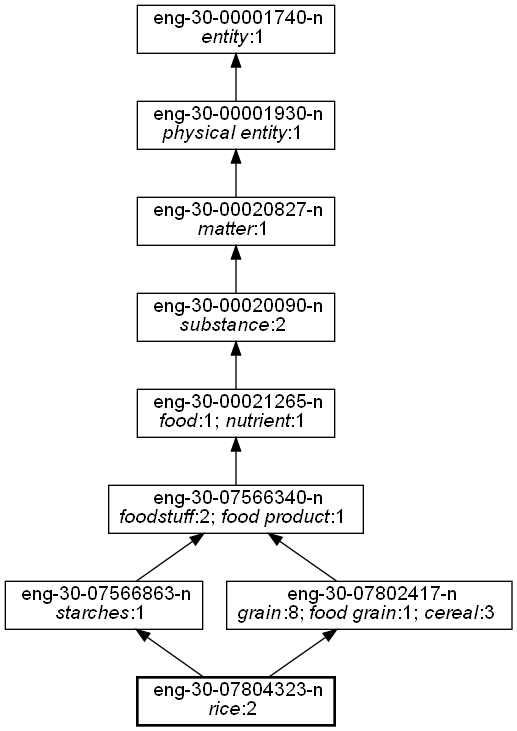 eng-30-00001740-n
entity:1
eng-30-00001930-n
physical entity:1
eng-30-00020827-n
matter:1
eng-30-00020090-n
substance:2
eng-30-00021265-n
food:1; nutrient:1
eng-30-07566340-n
foodstuff:2; food product:1
eng-30-07566863-n
starches:1
eng-30-07802417-n
grain:8; food grain:1; cereal:3
eng-30-07804323-n
rice:2